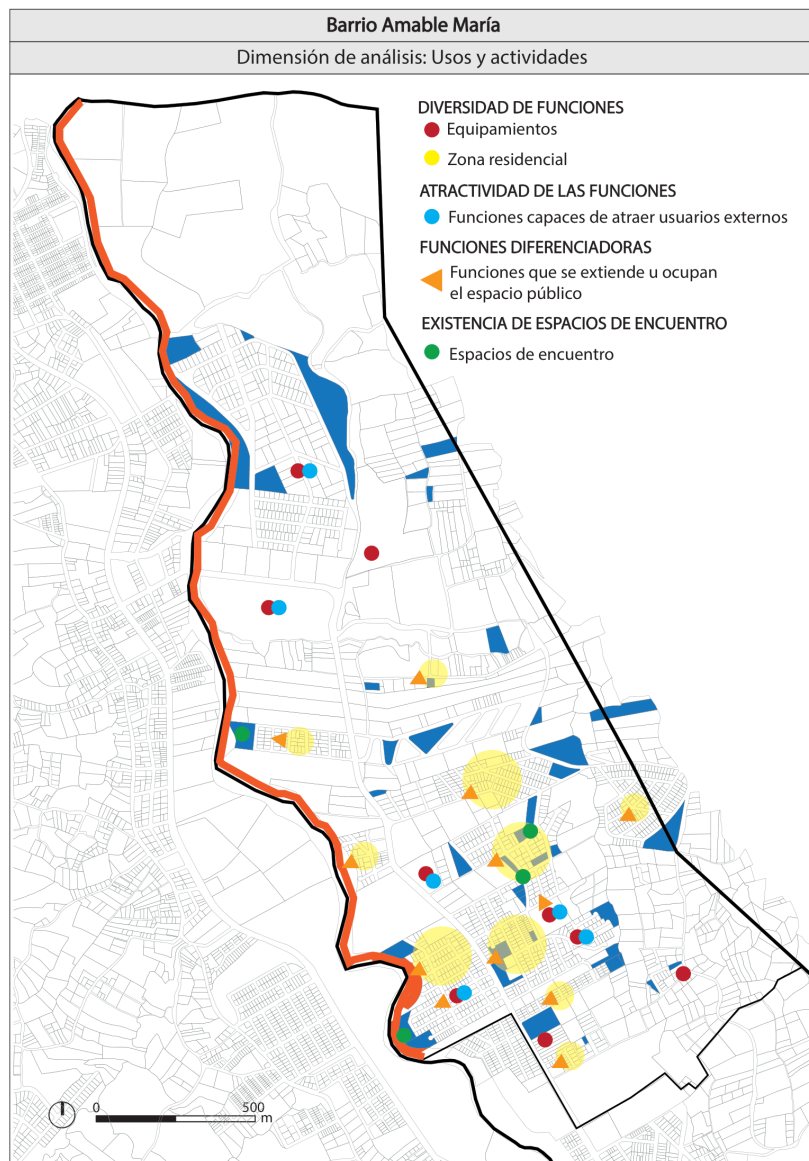 Barrio Amable María
Dimensión de análisis: Usos y actividades
DIVERSIDAD DE FUNCIONES
Equipamientos
Zona residencial
ATRACTIVIDAD DE LAS FUNCIONES
Funciones capaces de atraer usuarios externos
FUNCIONES DIFERENCIADORAS
Funciones que se extiende u ocupan
el espacio público
EXISTENCIA DE ESPACIOS DE ENCUENTRO
Espacios de encuentro
0 500
m